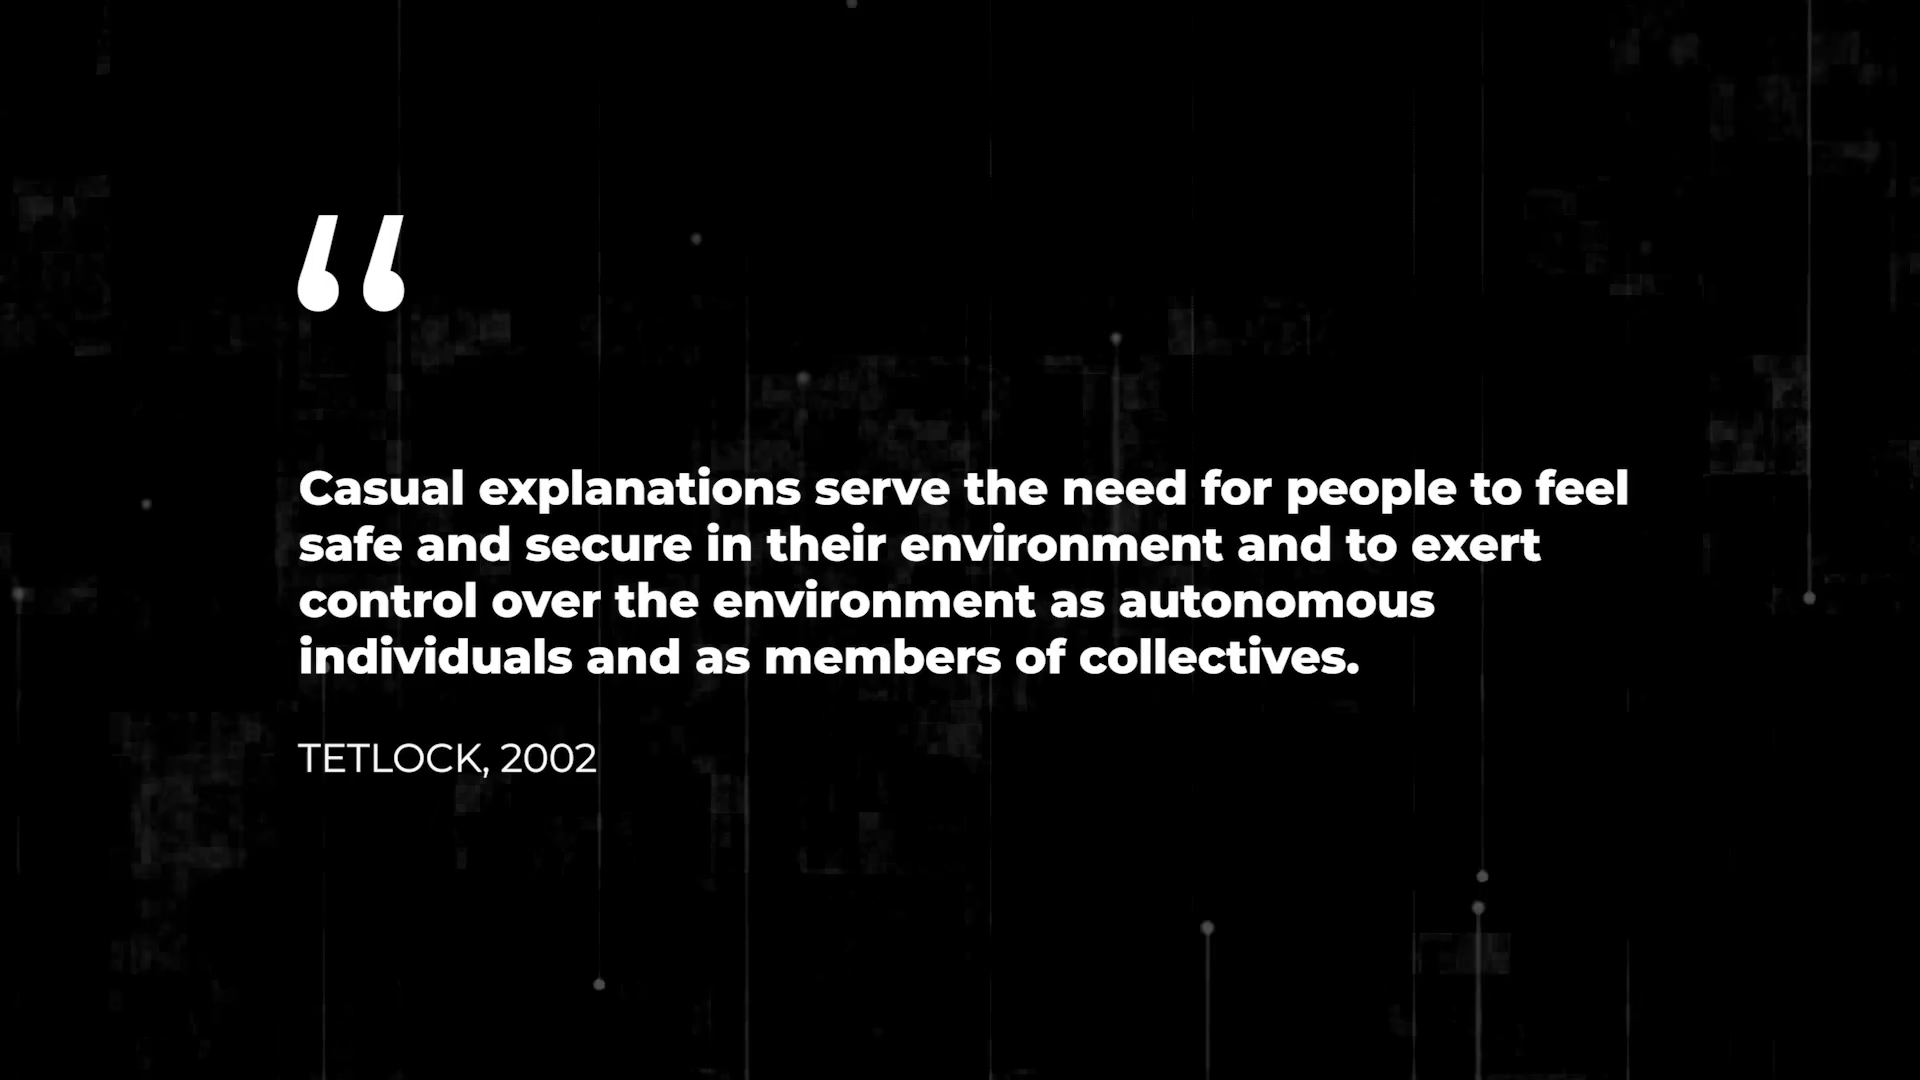 “
Casual explanations serve the need for people to feel
safe and secure in their environment and to exert
control over the environment as autonomous
individuals and as members of collectives.
TETLOCK, 2002